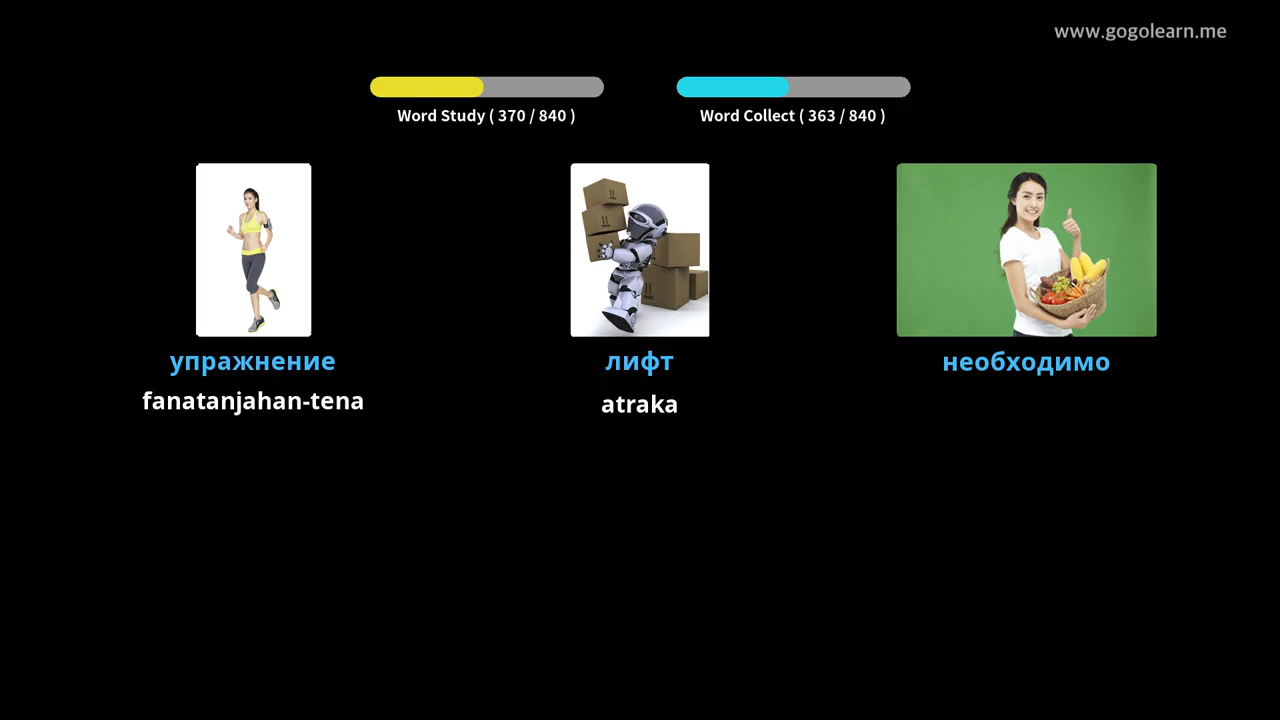 www.gogolearn.me
Word Study ( 370 / 840 )
Word Collect ( 363 / 840 )
упражнение
лифт
необходимо
fanatanjahan-tena
atraka